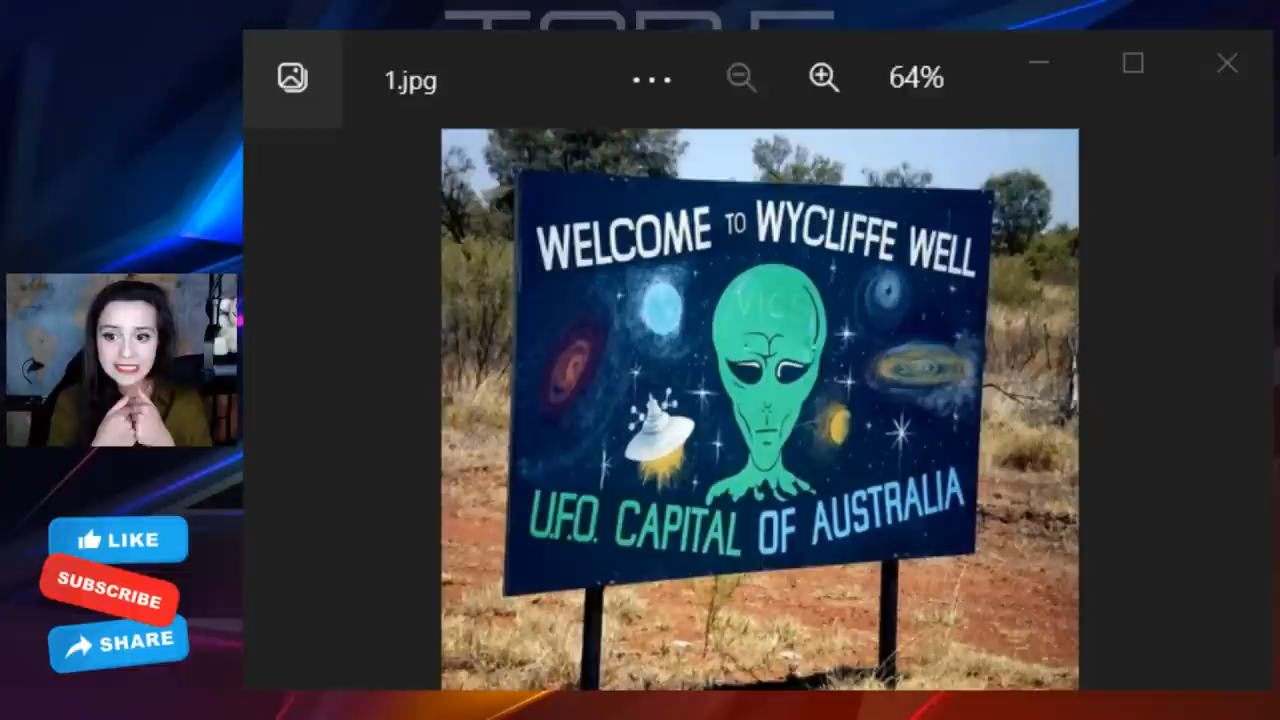 1.jpg
64%
WELCOME TO WYCLIFFE WELL
U.F.O. CAPITAL OF AUSTRALIA
LIKE
SUBSCRIBE
SHARE